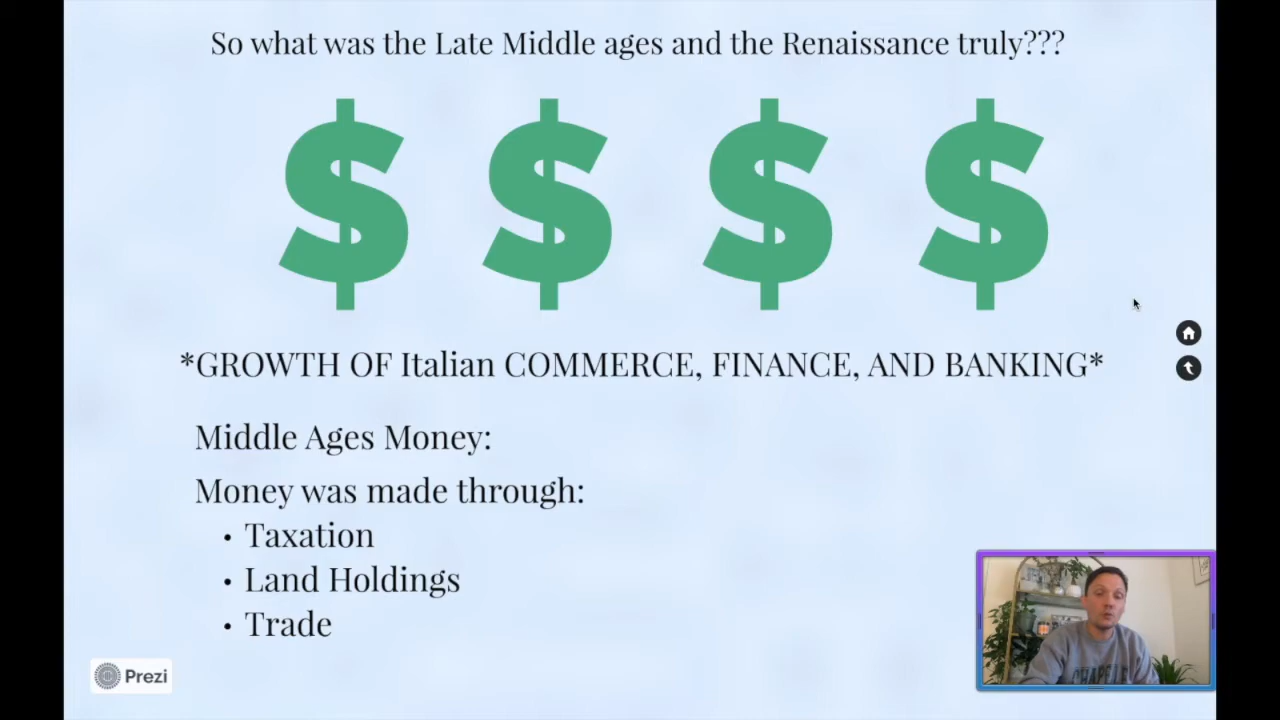 So what was the Late Middle ages and the Renaissance truly???
$ $ $ $
*GROWTH OF Italian COMMERCE, FINANCE, AND BANKING*
Middle Ages Money:
Money was made through:
• Taxation
• Land Holdings
• Trade
Prezi